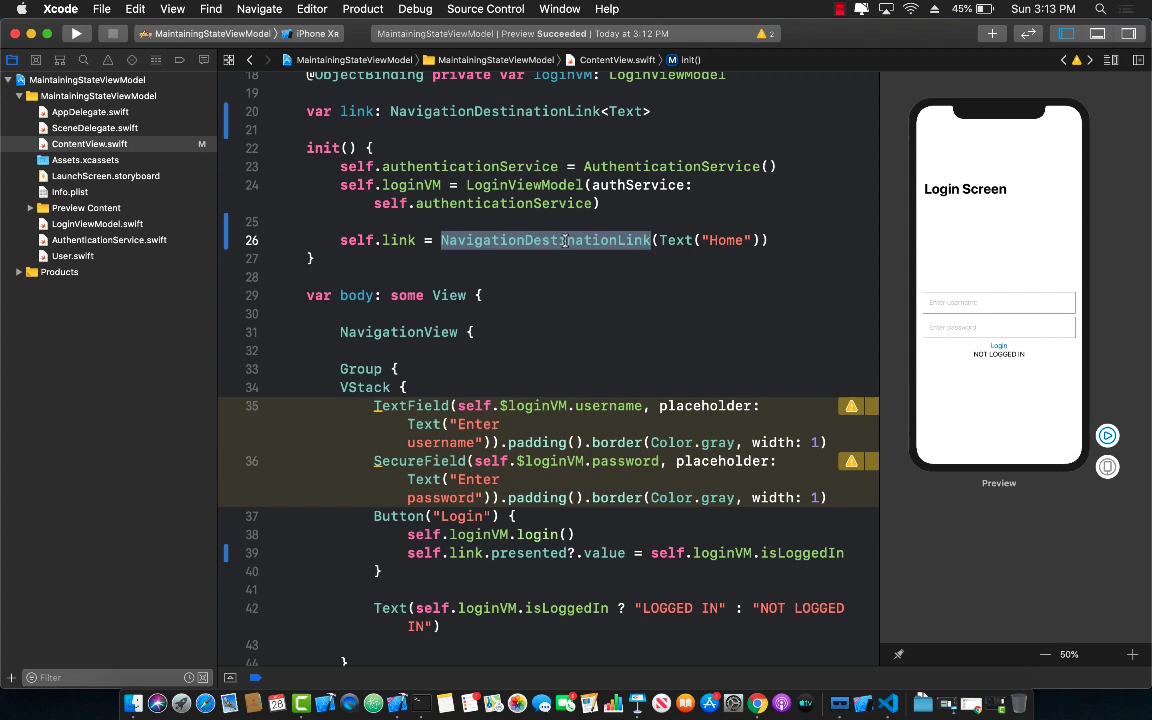 Xcode File Edit View Find Navigate Editor Product Debug Source Control Window Help 45% Sun 3:13 PM
MaintainingStateViewModel iPhone Xʀ MaintainingStateViewModel | Preview Succeeded | Today at 3:12 PM 2
MaintainingStateViewModel MaintainingStateViewModel ContentView.swift M init()
MaintainingStateViewModel
MaintainingStateViewModel
AppDelegate.swift
SceneDelegate.swift
ContentView.swift M
Assets.xcassets
LaunchScreen.storyboard
Info.plist
Preview Content
LoginViewModel.swift
AuthenticationService.swift
User.swift
Products
Filter
18 @ObjectBinding private var loginVM: LoginViewModel
19
20 var link: NavigationDestinationLink<Text>
21
22 init() {
23 self.authenticationService = AuthenticationService()
24 self.loginVM = LoginViewModel(authService:
self.authenticationService)
25
26 self.link = NavigationDestinationLink(Text("Home"))
27 }
28
29 var body: some View {
30
31 NavigationView {
32
33 Group {
34 VStack {
35 TextField(self.$loginVM.username, placeholder:
Text("Enter
username")).padding().border(Color.gray, width: 1)
36 SecureField(self.$loginVM.password, placeholder:
Text("Enter
password")).padding().border(Color.gray, width: 1)
37 Button("Login") {
38 self.loginVM.login()
39 self.link.presented?.value = self.loginVM.isLoggedIn
40 }
41
42 Text(self.loginVM.isLoggedIn ? "LOGGED IN" : "NOT LOGGED
IN")
43
44 }
Login Screen
Enter username
Enter password
Login
NOT LOGGED IN
Preview
50%